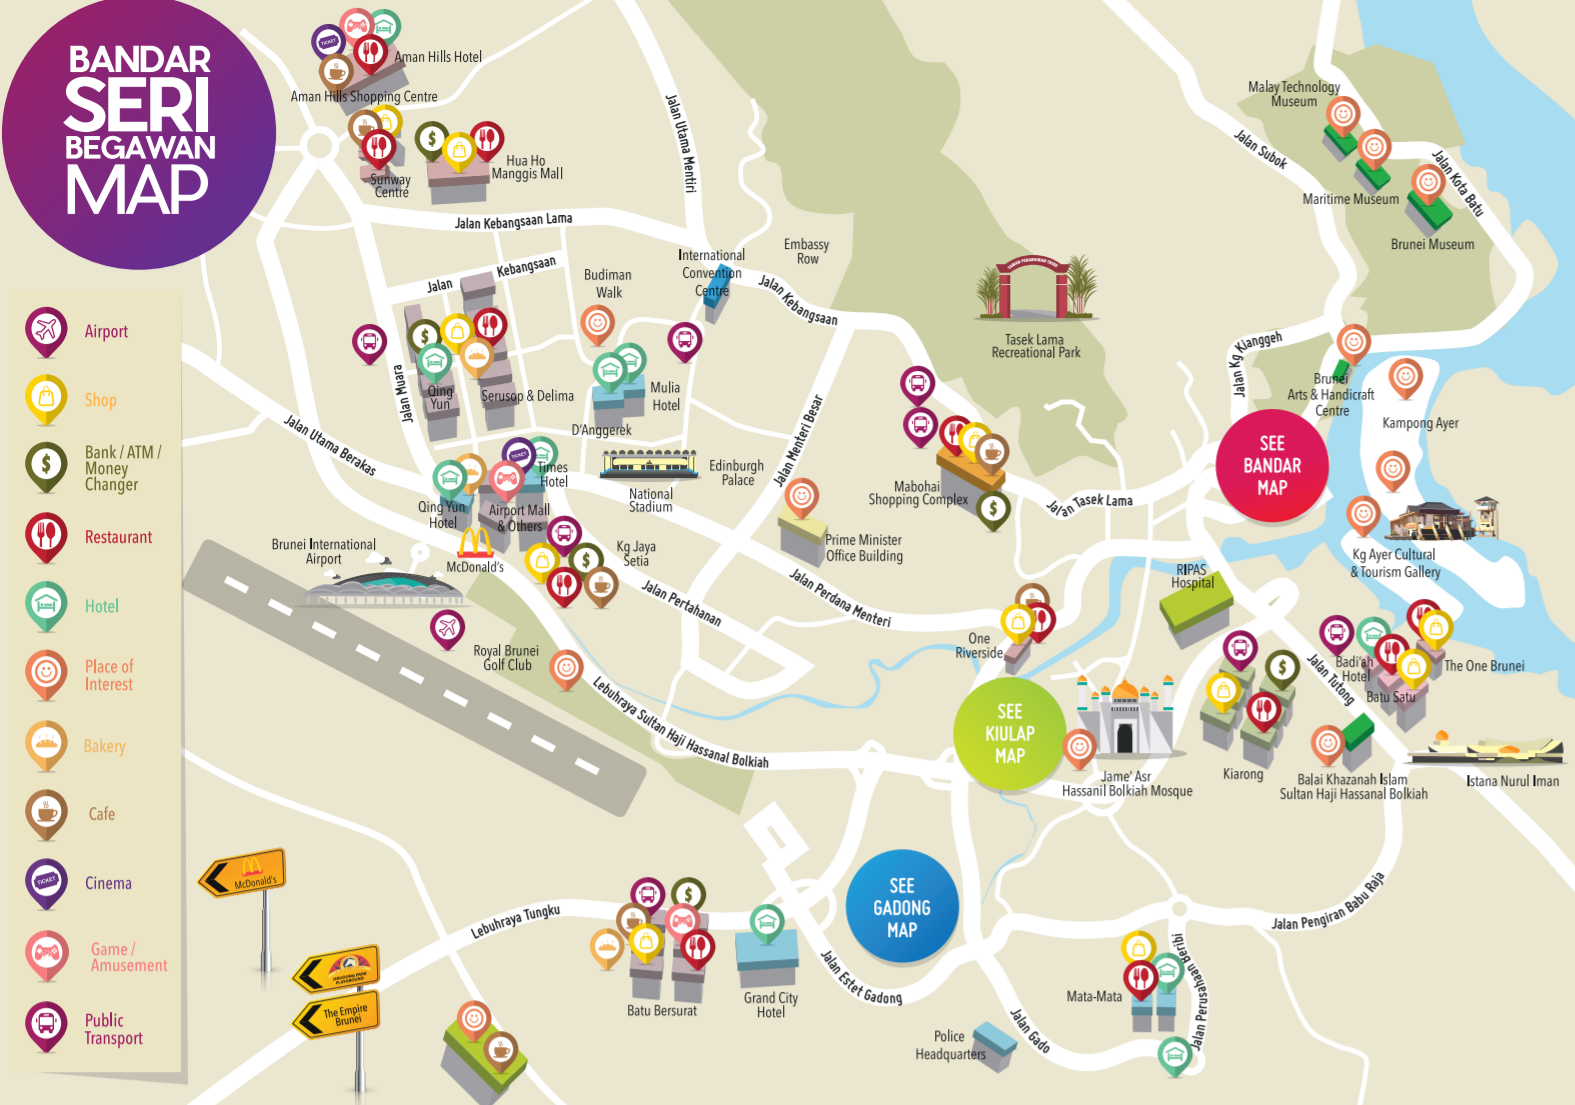 BANDAR
SERI
BEGAWAN
MAP
Airport
Shop
Bank / ATM /
Money
Changer
Restaurant
Hotel
Place of
Interest
Bakery
Cafe
TICKET
Cinema
Game /
Amusement
Public
Transport
TICKET
Aman Hills Hotel
Aman Hills Shopping Centre
Sunway
Centre
Hua Ho
Manggis Mall
Jalan Utama Mentiri
Jalan Kebangsaan Lama
Jalan Kebangsaan
International
Convention
Centre
Embassy
Row
Jalan Kebangsaan
Budiman
Walk
Jalan Muara
Qing
Yun
Serusop & Delima
Mulia
Hotel
D'Anggerek
Jalan Utama Berakas
TICKET
Times
Hotel
Qing Yun
Hotel
Airport Mall
& Others
National
Stadium
Edinburgh
Palace
Jalan Menteri Besar
Prime Minister
Office Building
Brunei International
Airport
McDonald's
Kg Jaya
Setia
Jalan Pertahanan
Jalan Perdana Menteri
Royal Brunei
Golf Club
Lebuhraya Sultan Haji Hassanal Bolkiah
TAMAN PERSIARAN TASEK
Tasek Lama
Recreational Park
Mabohai
Shopping Complex
Jalan Tasek Lama
Malay Technology
Museum
Maritime Museum
Brunei Museum
Jalan Subok
Jalan Kota Batu
Jalan Kg Kianggeh
Brunei
Arts & Handicraft
Centre
Kampong Ayer
SEE
BANDAR
MAP
Kg Ayer Cultural
& Tourism Gallery
RIPAS
Hospital
One
Riverside
SEE
KIULAP
MAP
Jame' Asr
Hassanil Bolkiah Mosque
Kiarong
Jalan Tutong
Badi'ah
Hotel
Batu Satu
The One Brunei
Balai Khazanah Islam
Sultan Haji Hassanal Bolkiah
Istana Nurul Iman
McDonald's
JERUDONG PARK
PLAYGROUND
The Empire
Brunei
Lebuhraya Tungku
Batu Bersurat
Grand City
Hotel
SEE
GADONG
MAP
Jalan Estet Gadong
Police
Headquarters
Jalan Gado
Mata-Mata
Jalan Perusahaan Beribi
Jalan Pengiran Babu Raja